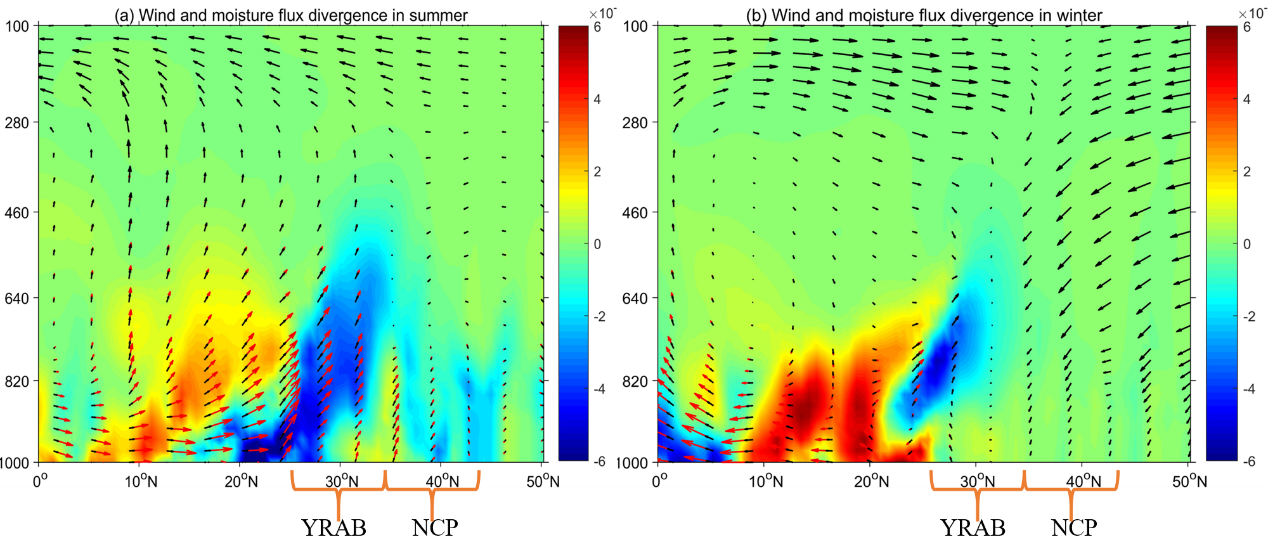 (a) Wind and moisture flux divergence in summer
×10⁻
100
280
460
640
820
1000
0°
10°N
20°N
30°N
40°N
50°N
6
4
2
0
-2
-4
-6
YRAB
NCP
(b) Wind and moisture flux divergence in winter
×10⁻
100
280
460
640
820
1000
0°
10°N
20°N
30°N
40°N
50°N
6
4
2
0
-2
-4
-6
YRAB
NCP